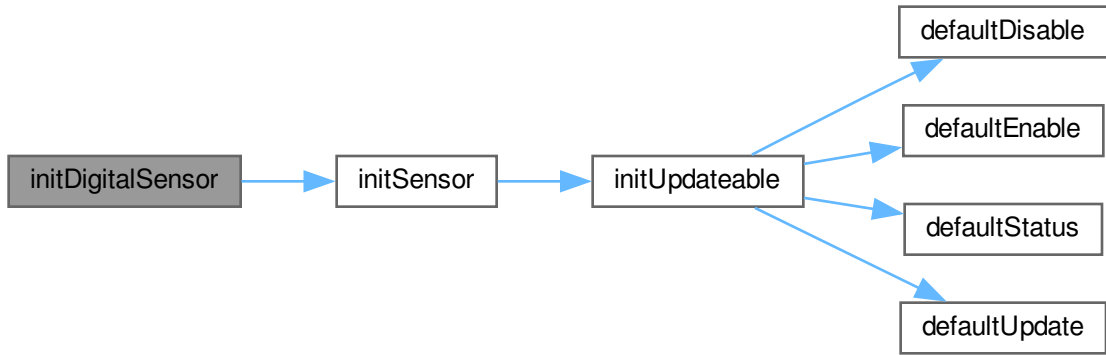 defaultDisable
defaultEnable
initDigitalSensor
initSensor
initUpdateable
defaultStatus
defaultUpdate